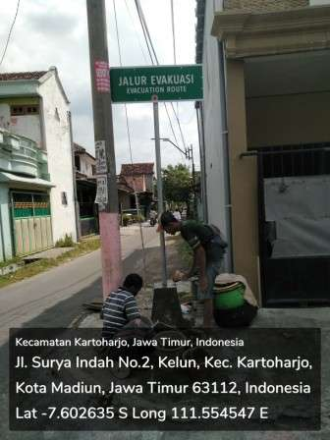 JALUR EVAKUASI
EVACUATION ROUTE
Kecamatan Kartoharjo, Jawa Timur, Indonesia
Jl. Surya Indah No.2, Kelun, Kec. Kartoharjo,
Kota Madiun, Jawa Timur 63112, Indonesia
Lat -7.602635 S Long 111.554547 E